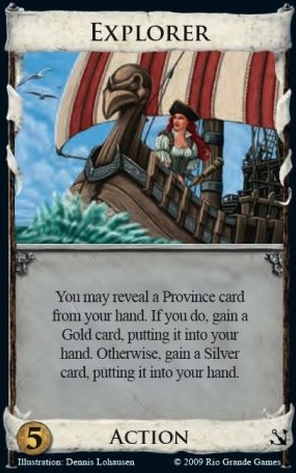 EXPLORER
You may reveal a Province card
from your hand. If you do, gain a
Gold card, putting it into your
hand. Otherwise, gain a Silver
card, putting it into your hand.
5 ACTION
Illustration: Dennis Lohausen © 2009 Rio Grande Games